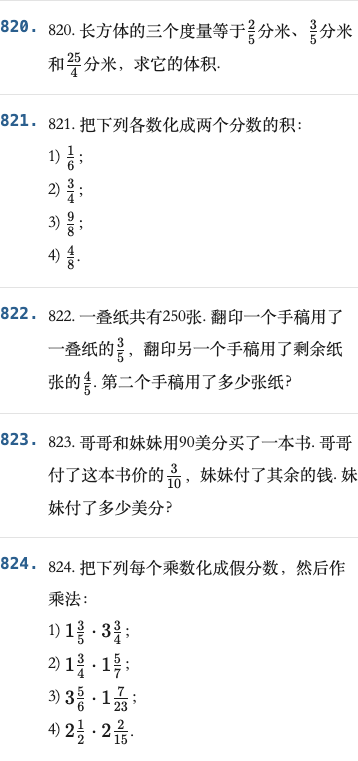 820. 820. 长方体的三个度量等于2/5分米、3/5分米
和25/4分米，求它的体积.
821. 821. 把下列各数化成两个分数的积：
1) 1/6；
2) 3/4；
3) 9/8；
4) 4/8.
822. 822. 一叠纸共有250张. 翻印一个手稿用了
一叠纸的3/5，翻印另一个手稿用了剩余纸
张的4/5. 第二个手稿用了多少张纸？
823. 823. 哥哥和妹妹用90美分买了一本书. 哥哥
付了这本书价的3/10，妹妹付了其余的钱. 妹
妹付了多少美分？
824. 824. 把下列每个乘数化成假分数，然后作
乘法：
1) 1 3/5 · 3 3/4；
2) 1 3/4 · 1 5/7；
3) 3 5/6 · 1 7/23；
4) 2 1/2 · 2 2/15.